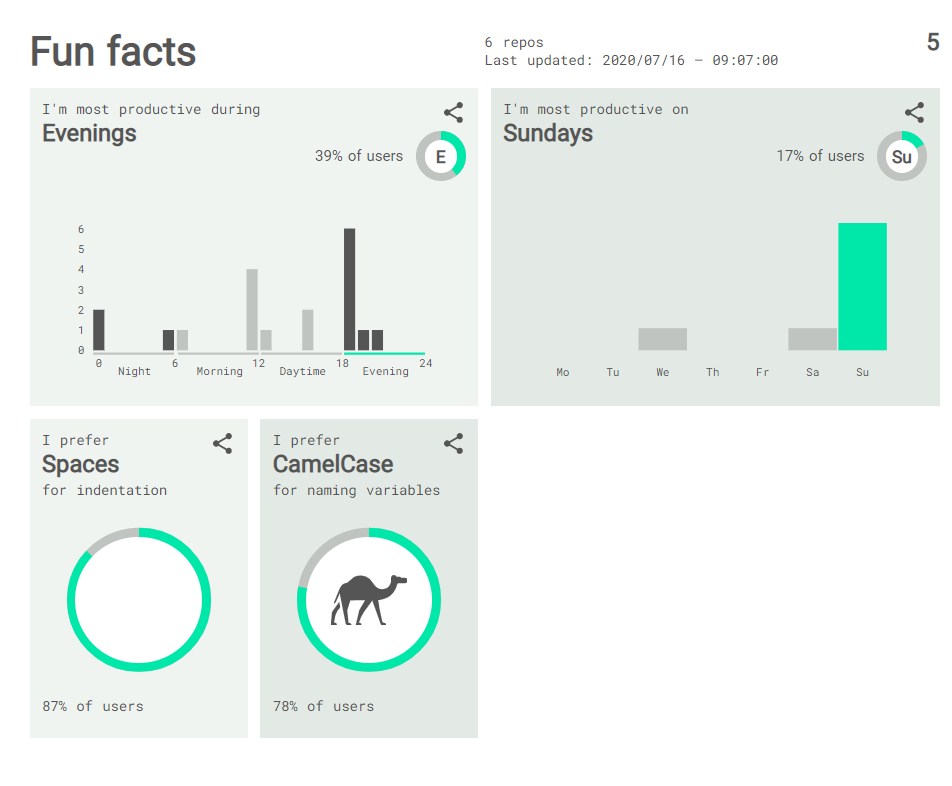 Fun facts
6 repos
Last updated: 2020/07/16 – 09:07:00
5
I'm most productive during
Evenings
39% of users
E
6
5
4
3
2
1
0
0 6 12 18 24
Night Morning Daytime Evening
I'm most productive on
Sundays
17% of users
Su
Mo Tu We Th Fr Sa Su
I prefer
Spaces
for indentation
87% of users
I prefer
CamelCase
for naming variables
78% of users